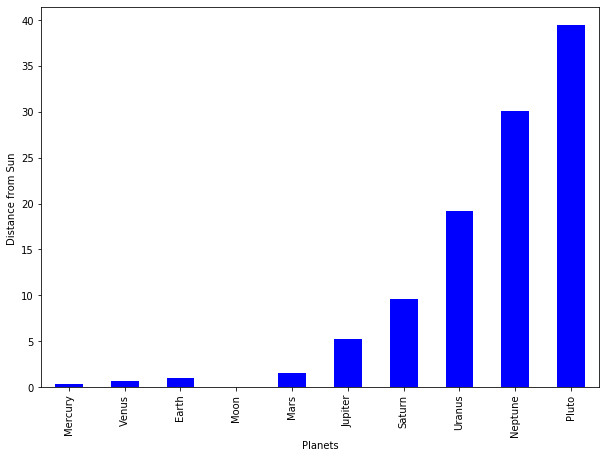 40
35
30
25
20
15
10
5
0
Distance from Sun
Mercury
Venus
Earth
Moon
Mars
Jupiter
Saturn
Uranus
Neptune
Pluto
Planets